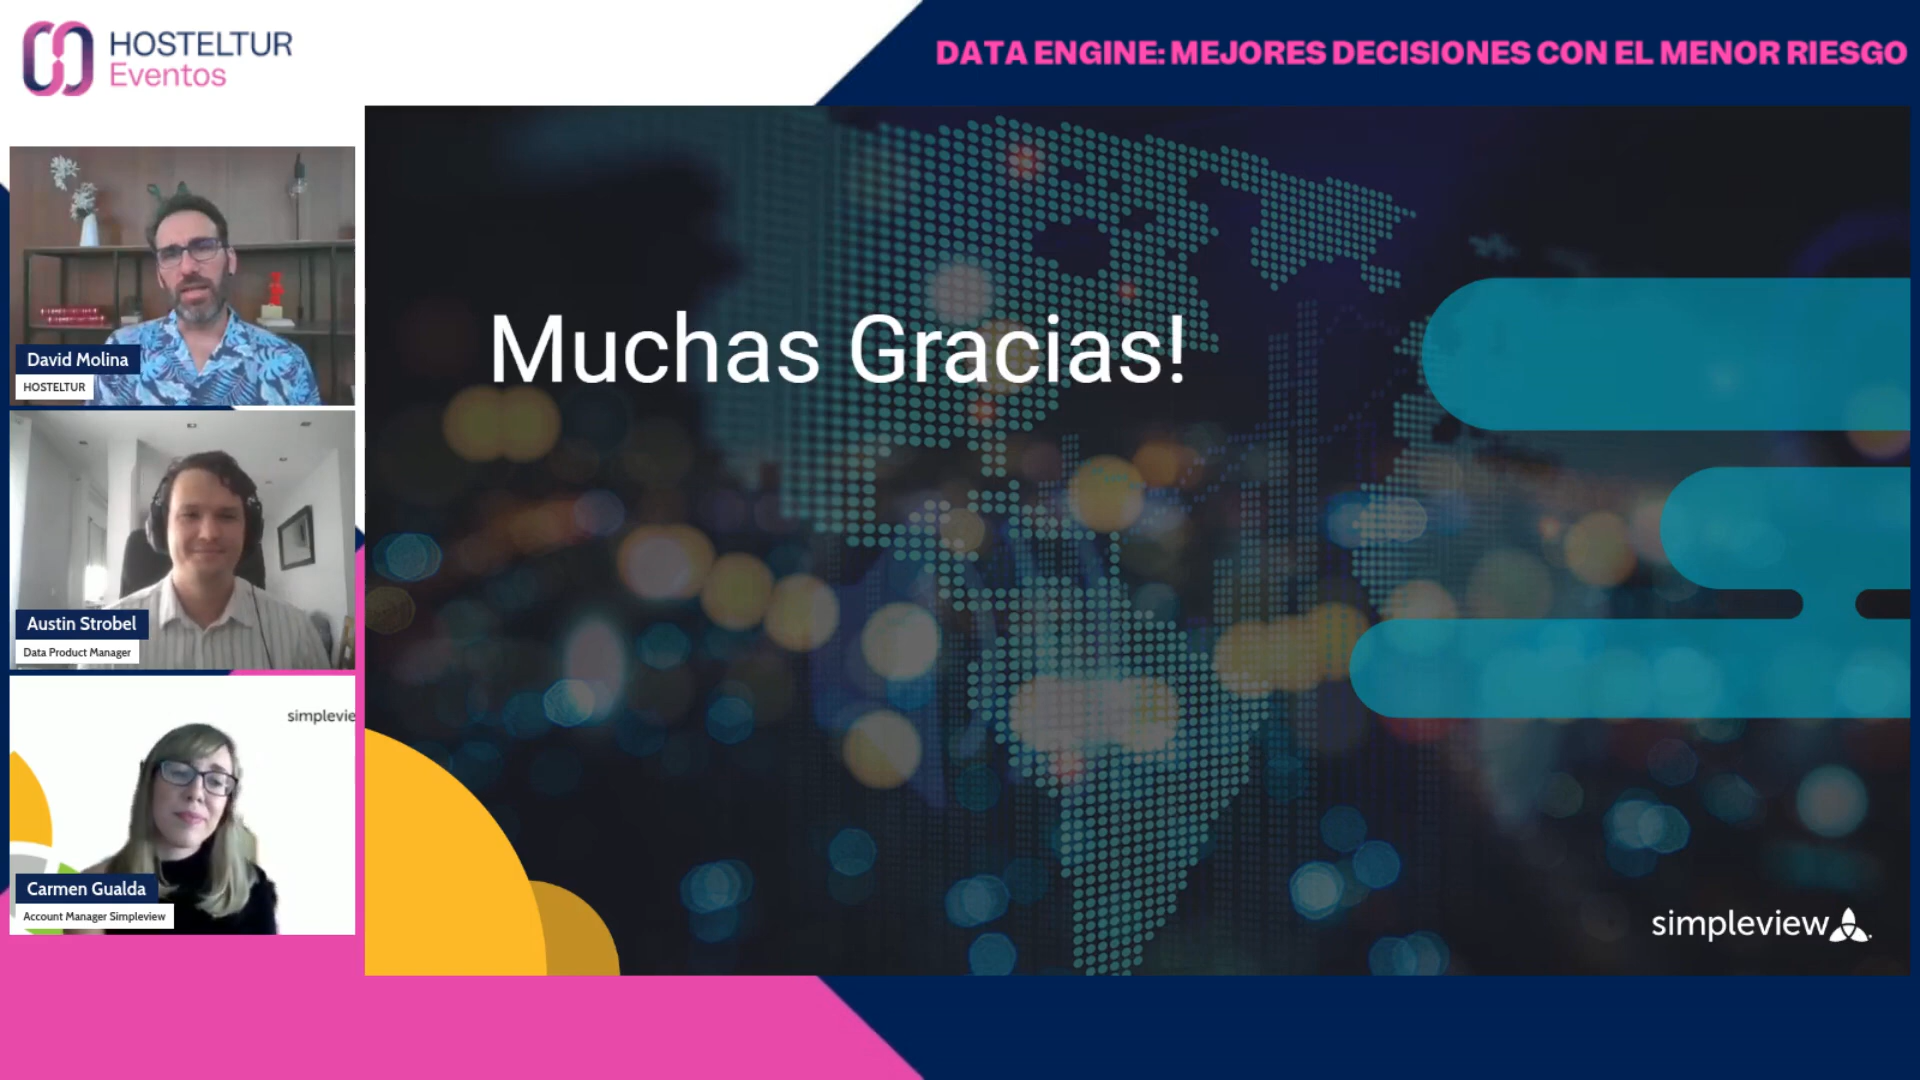 HOSTELTUR
Eventos
DATA ENGINE: MEJORES DECISIONES CON EL MENOR RIESGO
David Molina
HOSTELTUR
Austin Strobel
Data Product Manager
simplevie
Carmen Gualda
Account Manager Simpleview
Muchas Gracias!
simpleview